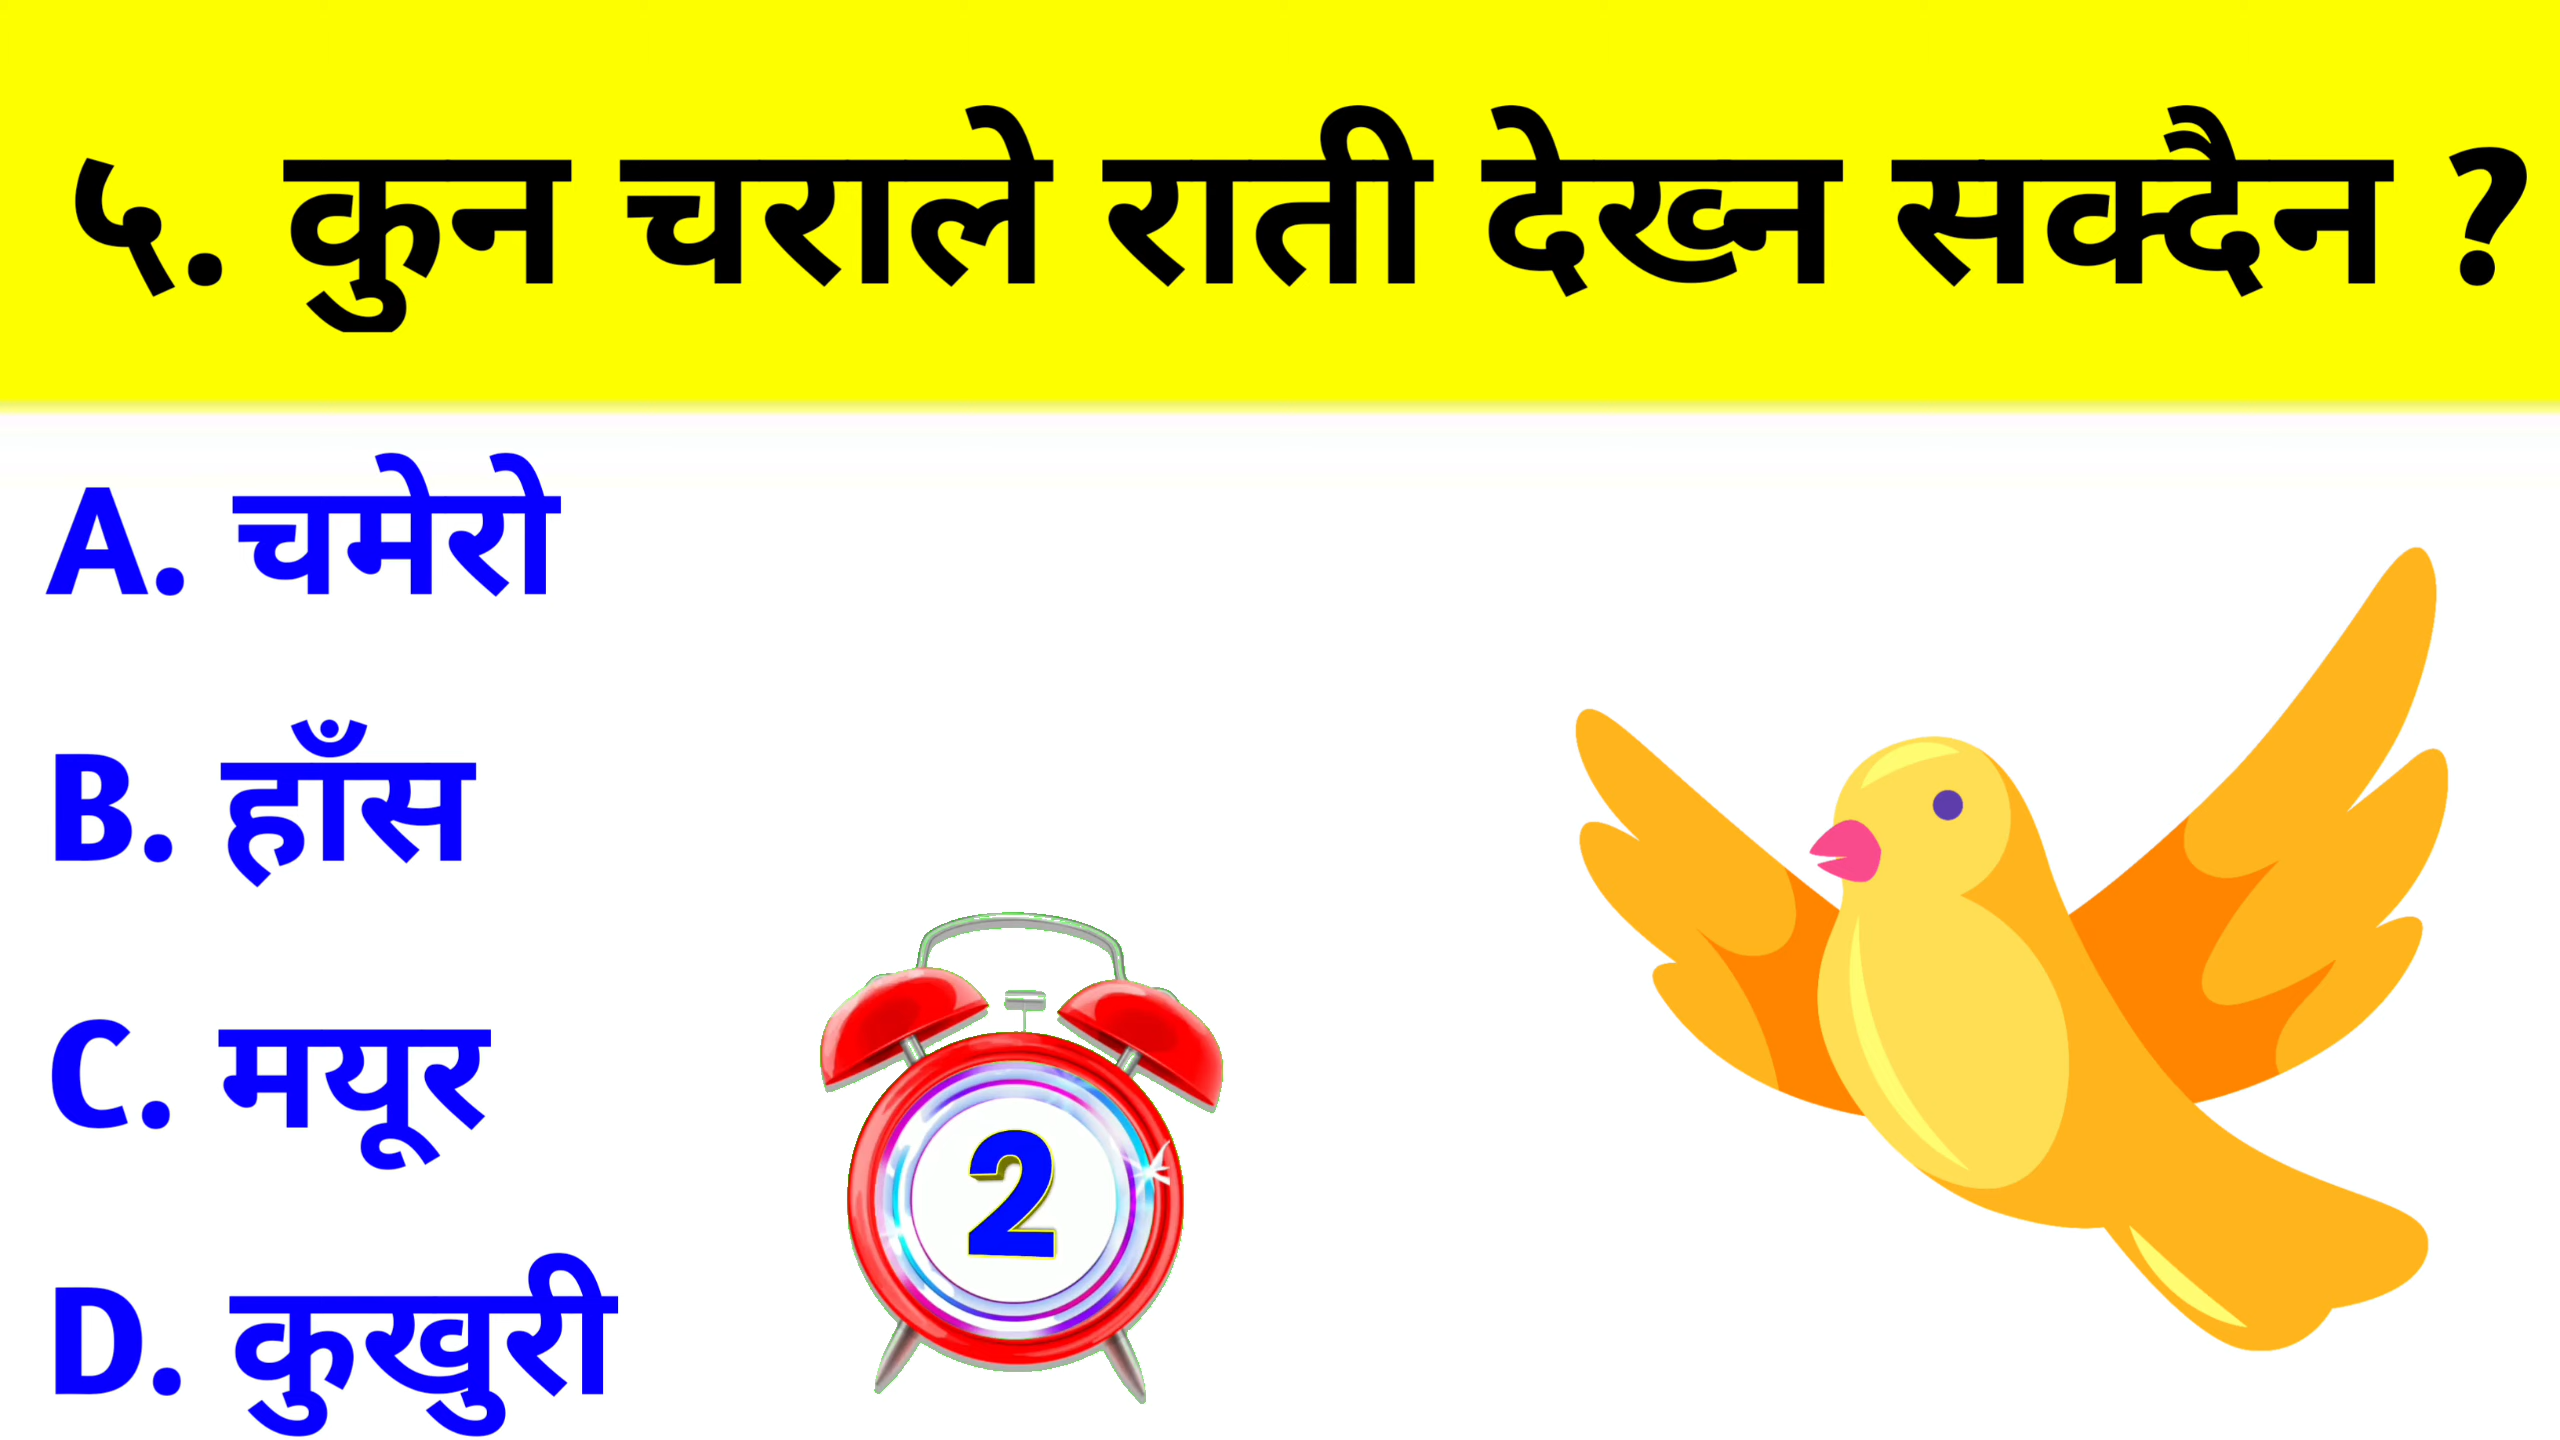 ५. कुन चराले राती देख्न सक्दैन ?
A. चमेरो
B. हाँस
C. मयूर
D. कुखुरी
2